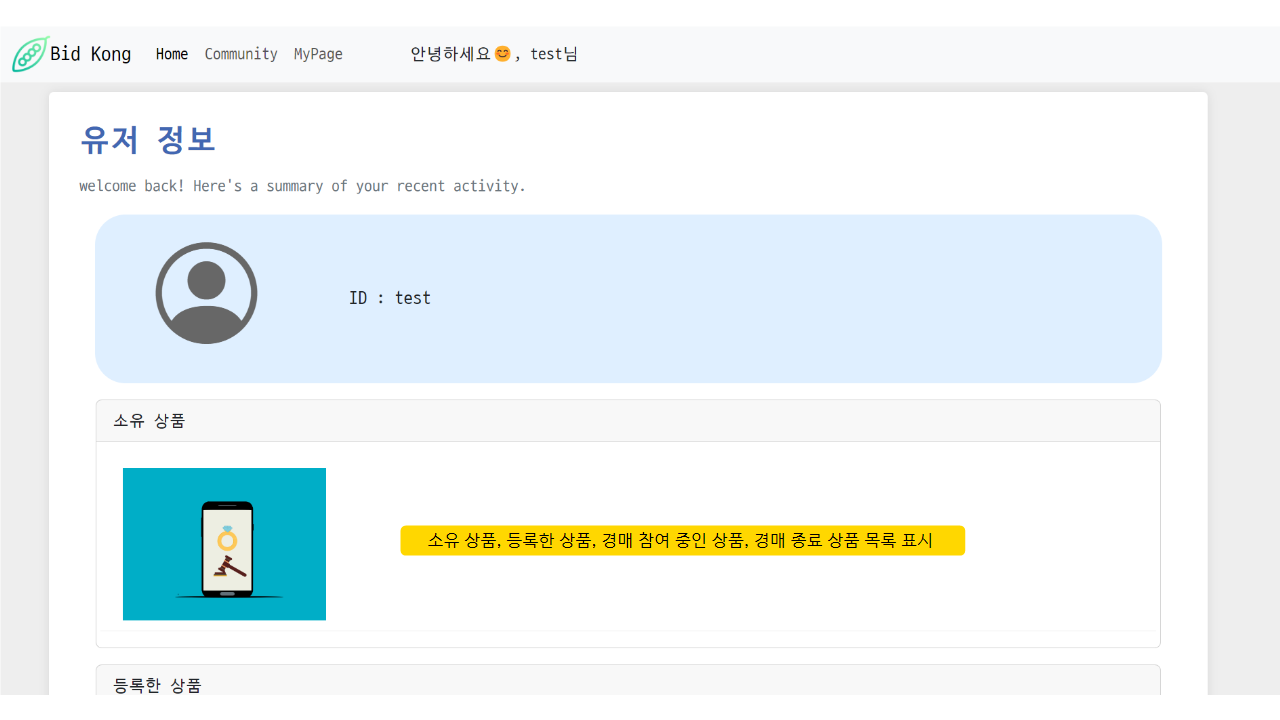 Bid Kong Home Community MyPage 안녕하세요😊, test님
유저 정보
welcome back! Here's a summary of your recent activity.
ID : test
소유 상품
소유 상품, 등록한 상품, 경매 참여 중인 상품, 경매 종료 상품 목록 표시
등록한 상품